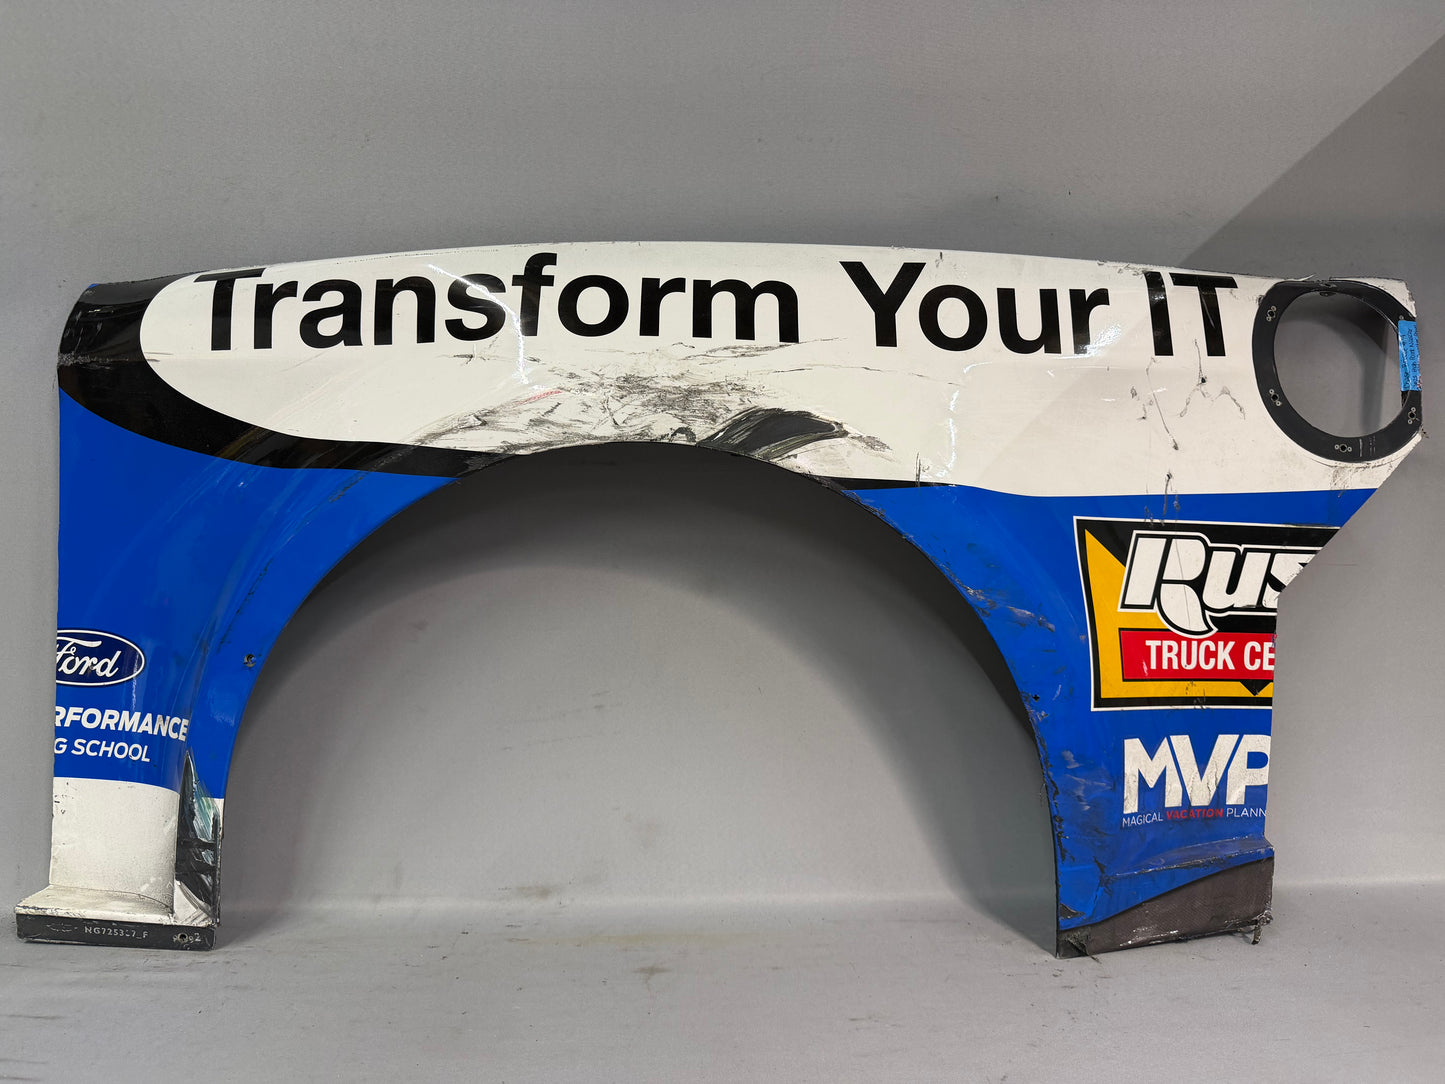 Transform Your IT
Ford
RFORMANCE
G SCHOOL
Rus
TRUCK CE
MVP
MAGICAL VACATION PLANN